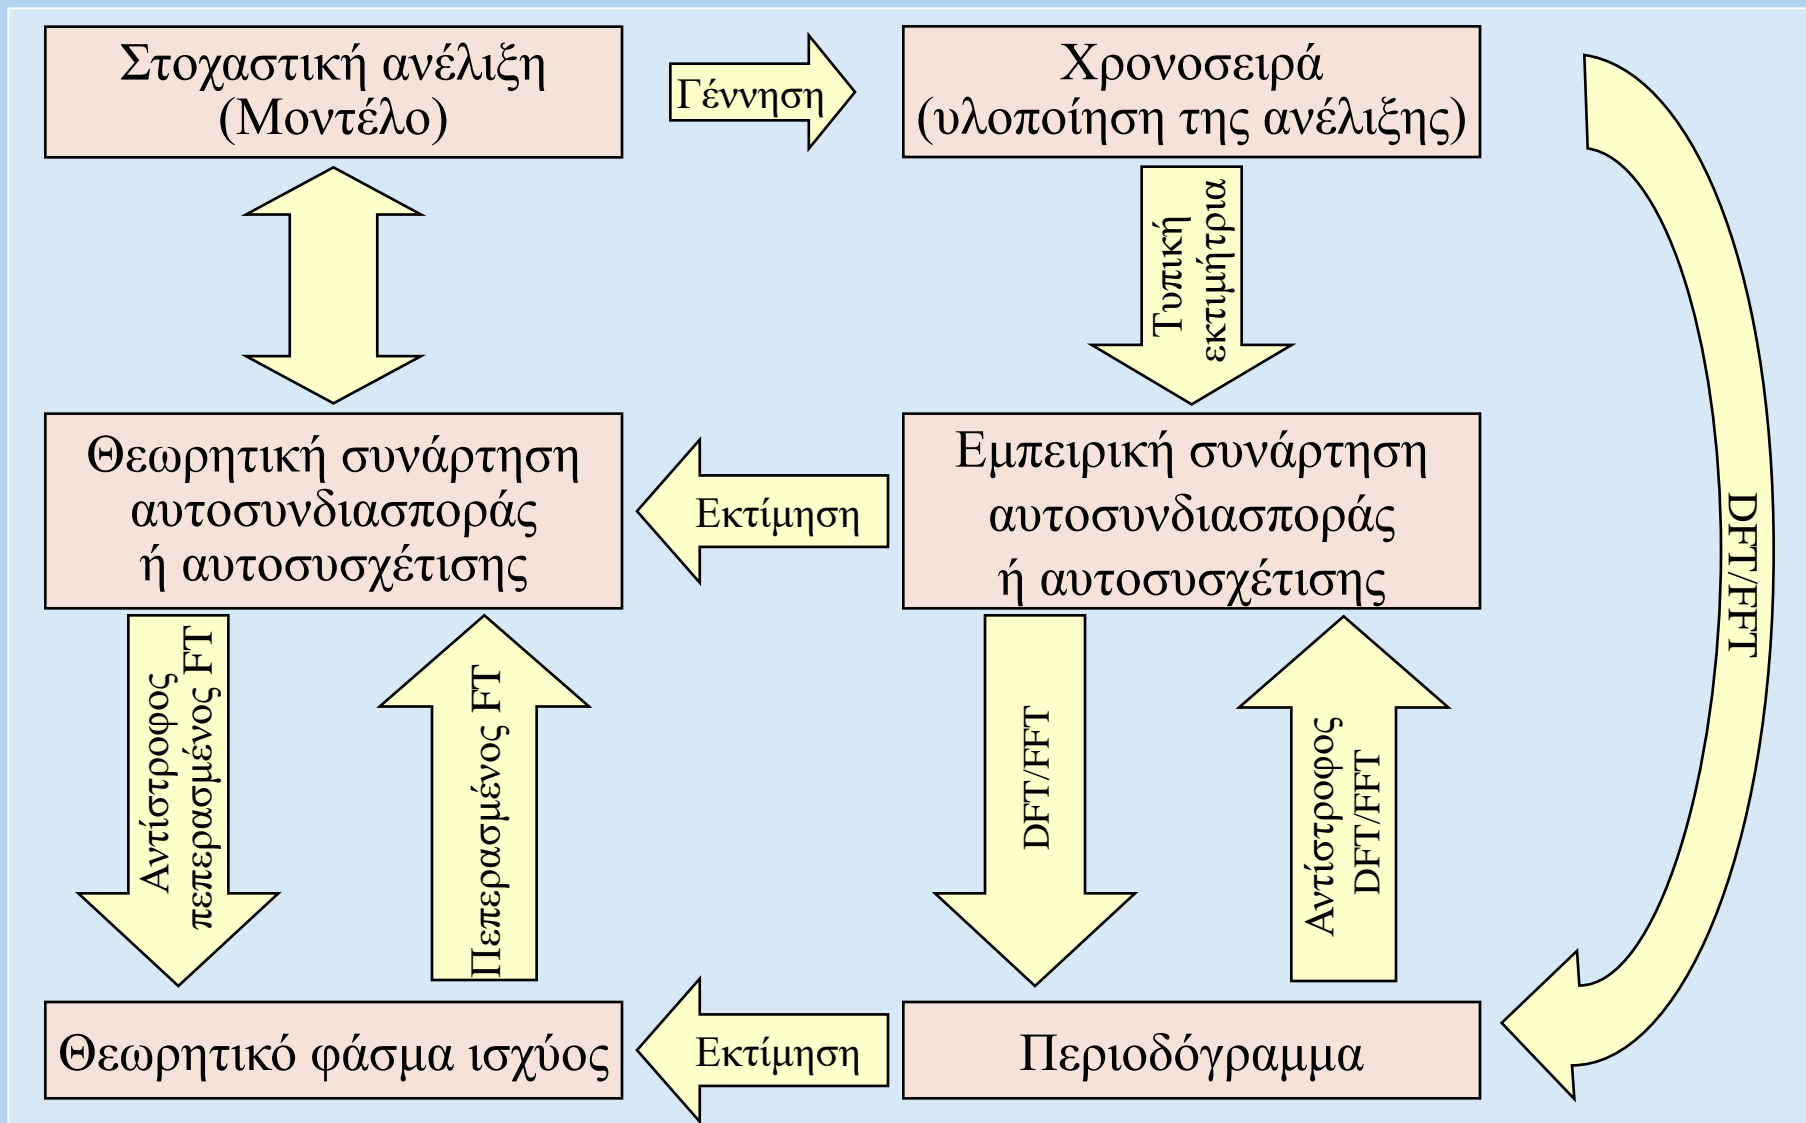 Στοχαστική ανέλιξη
(Μοντέλο)
Γέννηση
Χρονοσειρά
(υλοποίηση της ανέλιξης)
Τυπική
εκτιμήτρια
DFT/FFT
Θεωρητική συνάρτηση
αυτοσυνδιασποράς
ή αυτοσυσχέτισης
Εκτίμηση
Εμπειρική συνάρτηση
αυτοσυνδιασποράς
ή αυτοσυσχέτισης
Αντίστροφος
πεπερασμένος FT
Πεπερασμένος FT
DFT/FFT
Αντίστροφος
DFT/FFT
Θεωρητικό φάσμα ισχύος
Εκτίμηση
Περιοδόγραμμα